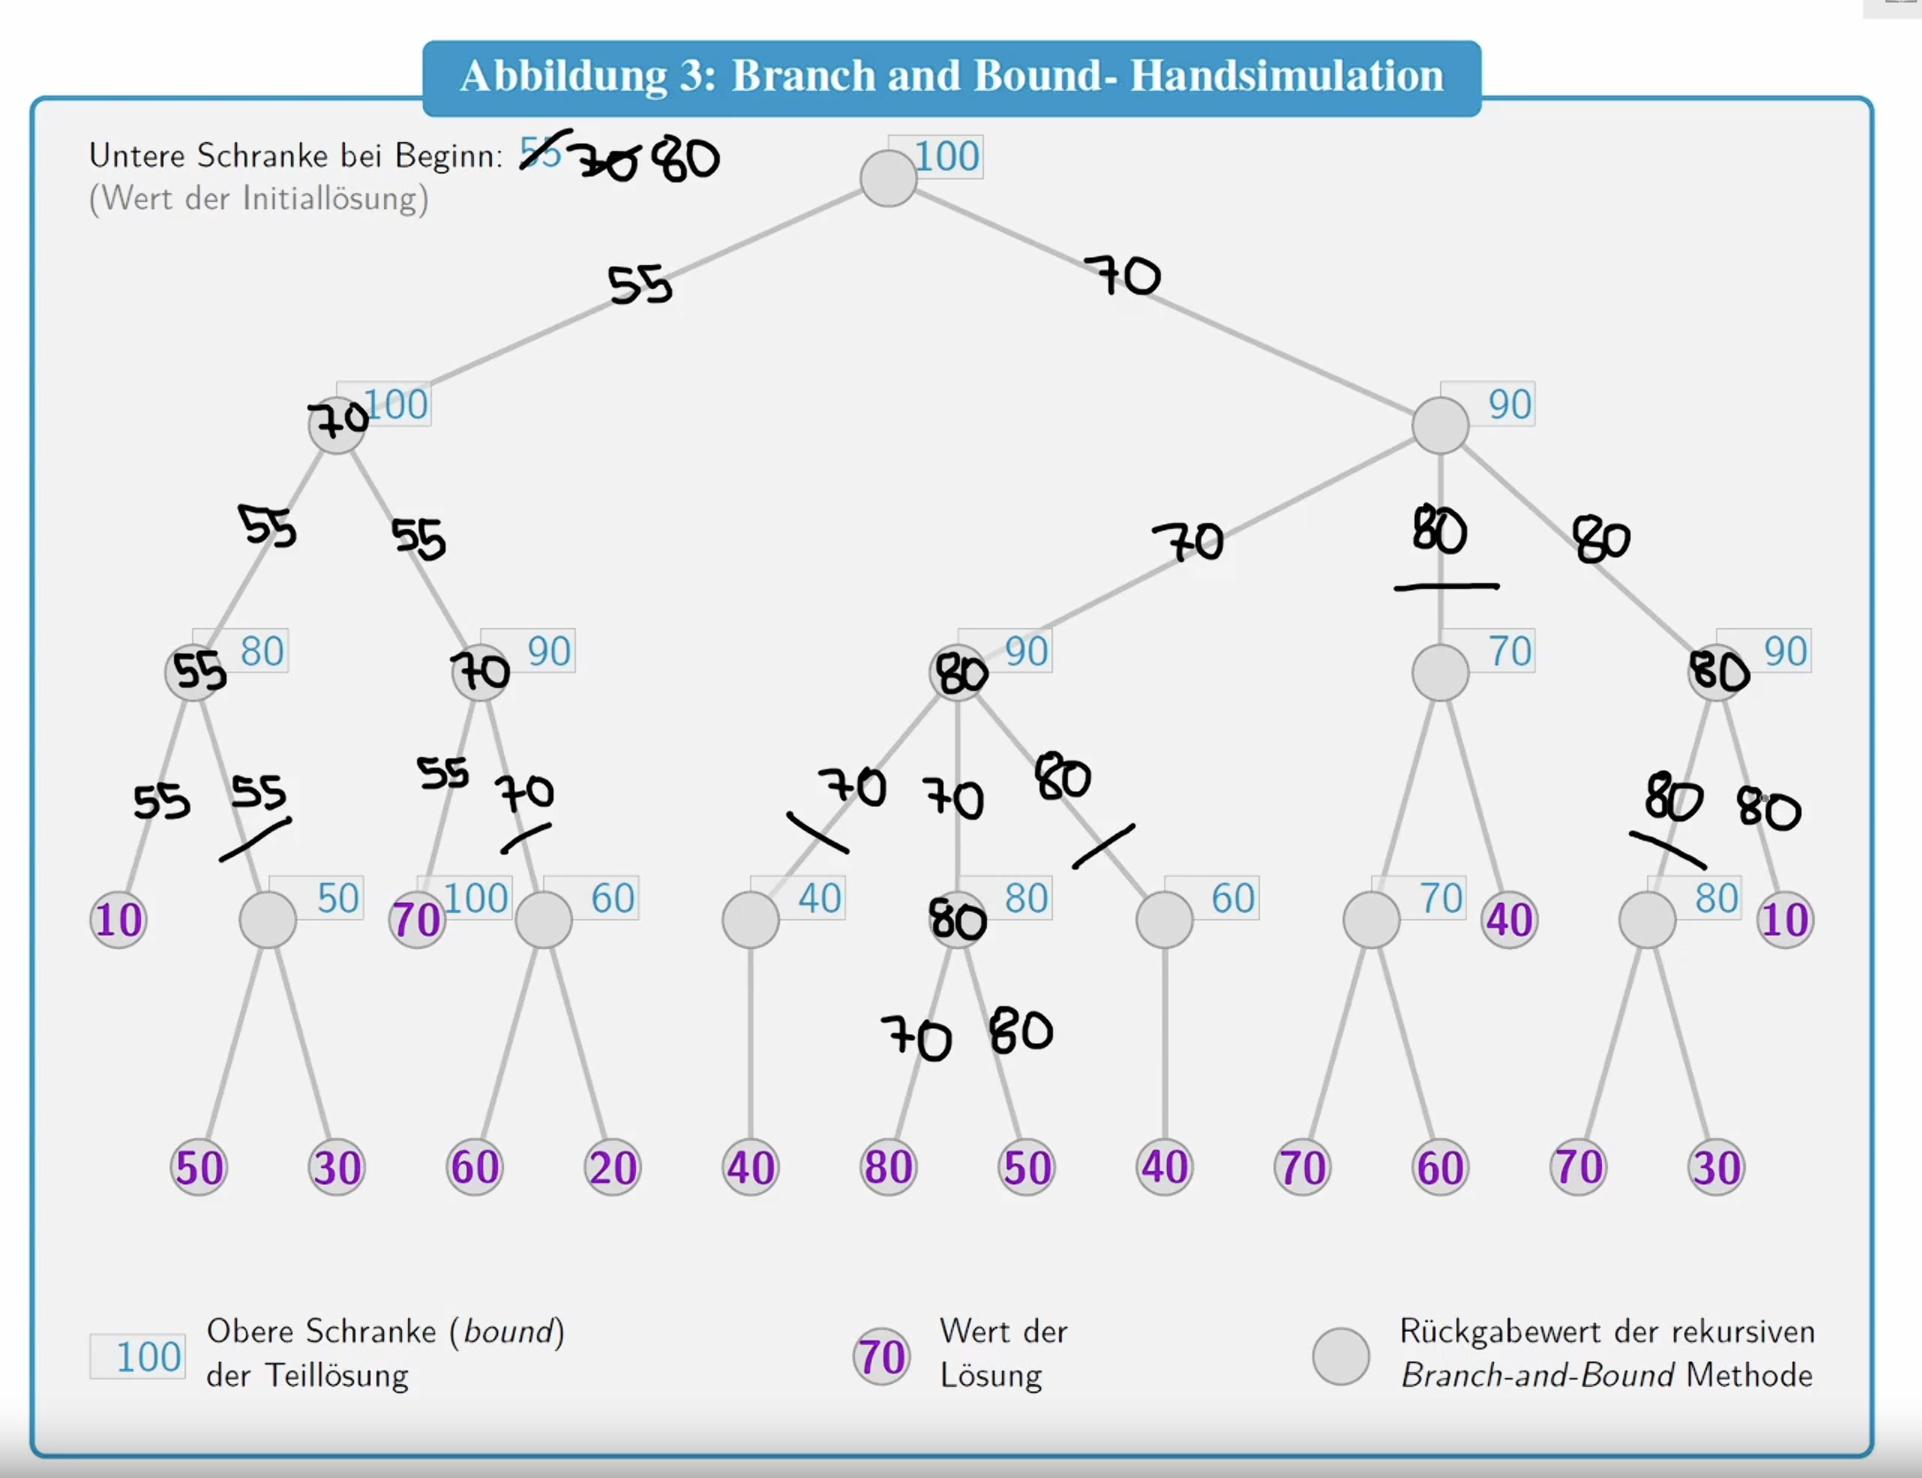 Abbildung 3: Branch and Bound- Handsimulation
Untere Schranke bei Beginn: 55 70 80
(Wert der Initiallösung)
100
55 70
70 100 90
55 55 70 80 80
55 80 70 90 80 90 70 80 90
55 55 55 70 70 70 80 80 80
10 50 70 100 60 40 80 80 60 70 40 80 10
70 80
50 30 60 20 40 80 50 40 70 60 70 30
100 Obere Schranke (bound)
der Teillösung
70 Wert der
Lösung
Rückgabewert der rekursiven
Branch-and-Bound Methode